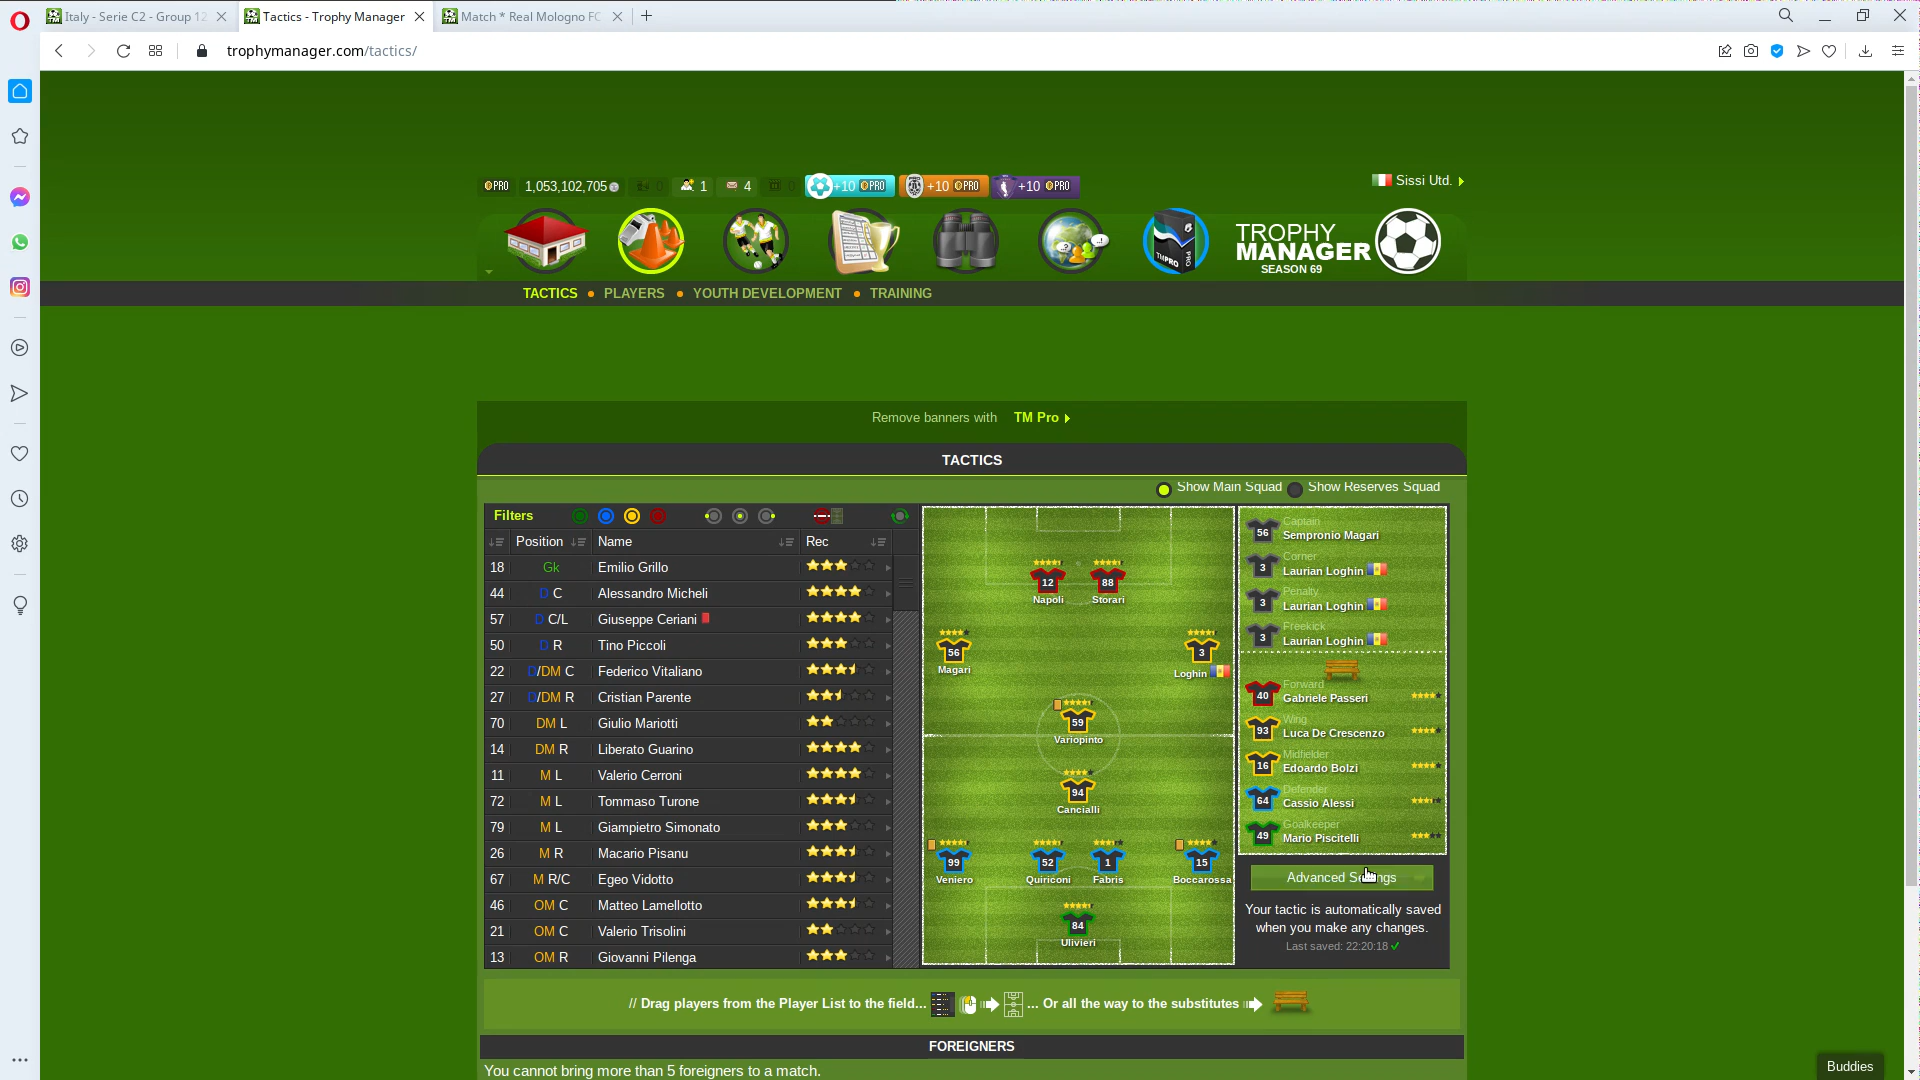 Italy - Serie C2 - Group 12
Tactics - Trophy Manager
Match * Real Mologno FC
trophymanager.com/tactics/
PRO 1,053,102,705 0 1 4 0 +10 PRO +10 PRO +10 PRO
Sissi Utd.
TROPHY
MANAGER
SEASON 69
TACTICS PLAYERS YOUTH DEVELOPMENT TRAINING
Remove banners with TM Pro
TACTICS
Show Main Squad Show Reserves Squad
Filters
Position Name Rec
18 Gk Emilio Grillo
44 D C Alessandro Micheli
57 D C/L Giuseppe Ceriani
50 D R Tino Piccoli
22 D/DM C Federico Vitaliano
27 D/DM R Cristian Parente
70 DM L Giulio Mariotti
14 DM R Liberato Guarino
11 M L Valerio Cerroni
72 M L Tommaso Turone
79 M L Giampietro Simonato
26 M R Macario Pisanu
67 M R/C Egeo Vidotto
46 OM C Matteo Lamellotto
21 OM C Valerio Trisolini
13 OM R Giovanni Pilenga
12 88
Napoli Storari
56 3
Magari Loghin
59
Variopinto
94
Cancialli
99 52 1 15
Veniero Quiriconi Fabris Boccarossa
84
Ulivieri
Captain
56 Sempronio Magari
Corner
3 Laurian Loghin
Penalty
3 Laurian Loghin
Freekick
3 Laurian Loghin
Forward
40 Gabriele Passeri
Wing
93 Luca De Crescenzo
Midfielder
16 Edoardo Bolzi
Defender
64 Cassio Alessi
Goalkeeper
49 Mario Piscitelli
Advanced Settings
Your tactic is automatically saved
when you make any changes.
Last saved: 22:20:18
// Drag players from the Player List to the field... ... Or all the way to the substitutes
FOREIGNERS
You cannot bring more than 5 foreigners to a match.
Buddies